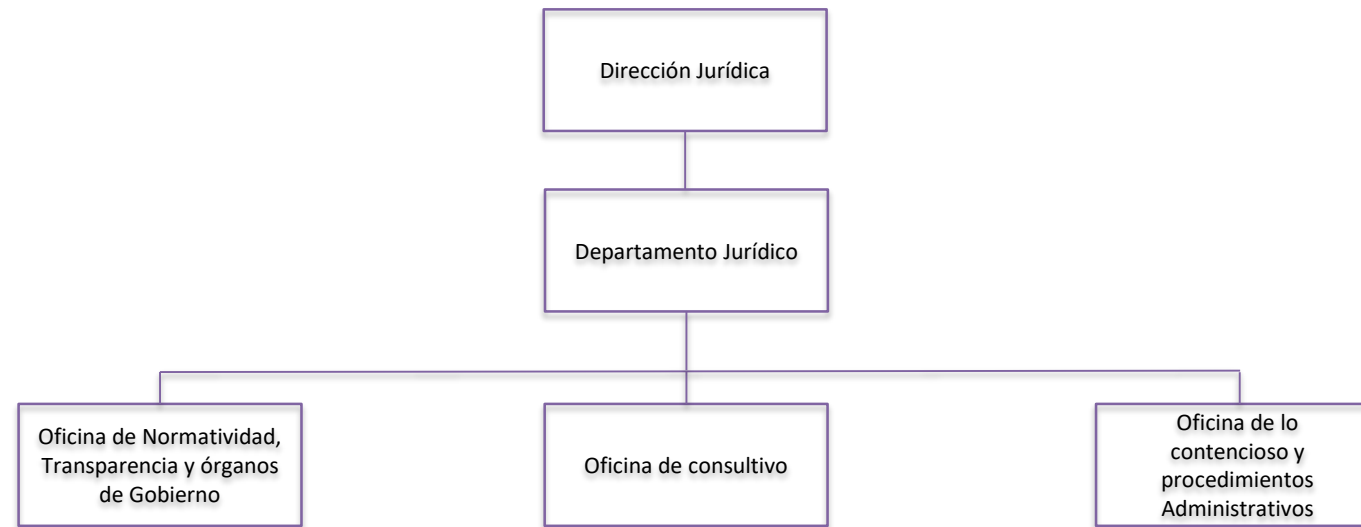 Dirección Jurídica
Departamento Jurídico
Oficina de Normatividad,
Transparencia y órganos
de Gobierno
Oficina de consultivo
Oficina de lo
contencioso y
procedimientos
Administrativos